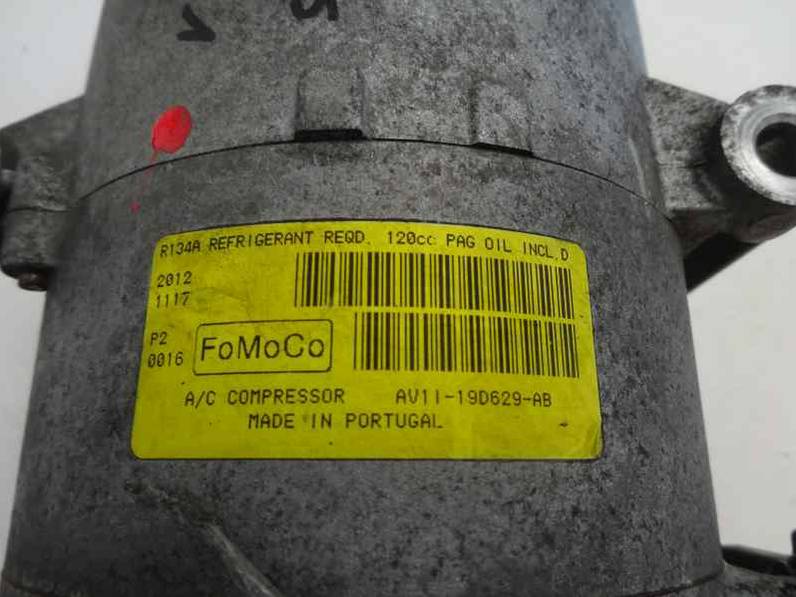 R134A REFRIGERANT REQD. 120cc PAG OIL INCL.D
2012
1117
P2
0016
FoMoCo
A/C COMPRESSOR AV11-19D629-AB
MADE IN PORTUGAL